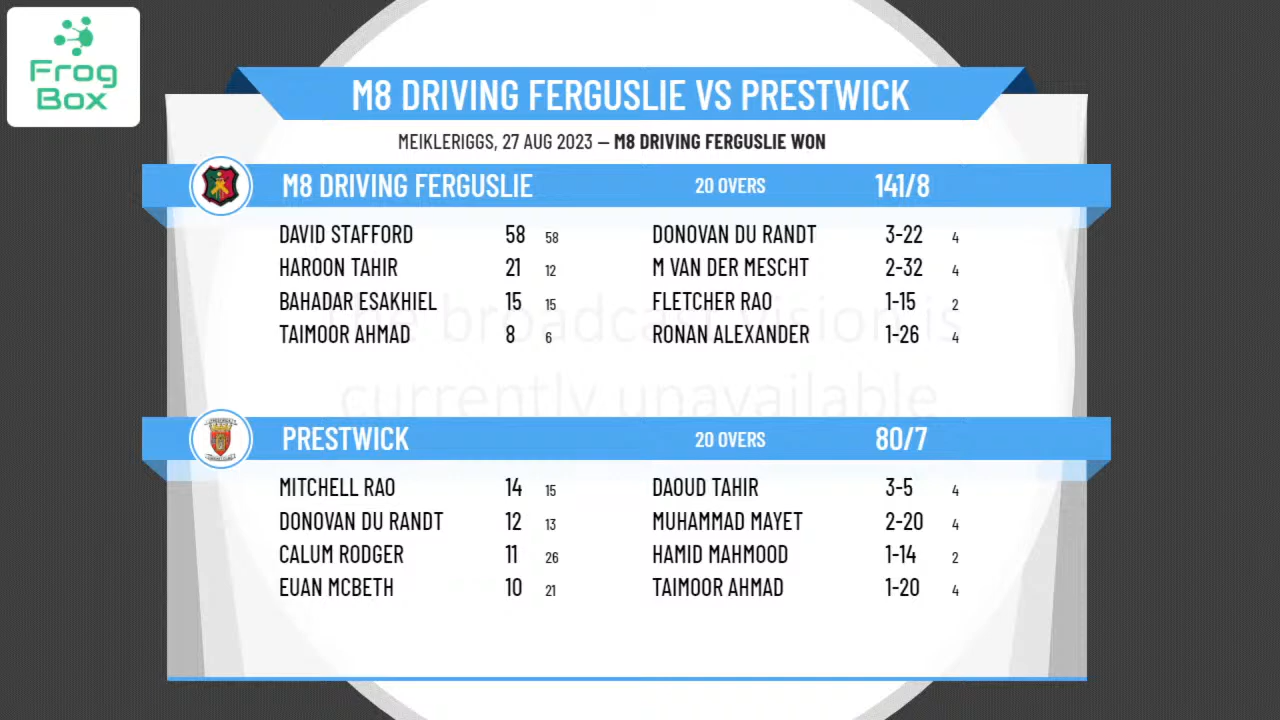 Frog
Box
M8 DRIVING FERGUSLIE VS PRESTWICK
MEIKLERIGGS, 27 AUG 2023 – M8 DRIVING FERGUSLIE WON
M8 DRIVING FERGUSLIE 20 OVERS 141/8
DAVID STAFFORD 58 58 DONOVAN DU RANDT 3-22 4
HAROON TAHIR 21 12 M VAN DER MESCHT 2-32 4
BAHADAR ESAKHIEL 15 15 FLETCHER RAO 1-15 2
TAIMOOR AHMAD 8 6 RONAN ALEXANDER 1-26 4
broadcast vision is
currently unavailable
PRESTWICK 20 OVERS 80/7
MITCHELL RAO 14 15 DAOUD TAHIR 3-5 4
DONOVAN DU RANDT 12 13 MUHAMMAD MAYET 2-20 4
CALUM RODGER 11 26 HAMID MAHMOOD 1-14 2
EUAN MCBETH 10 21 TAIMOOR AHMAD 1-20 4